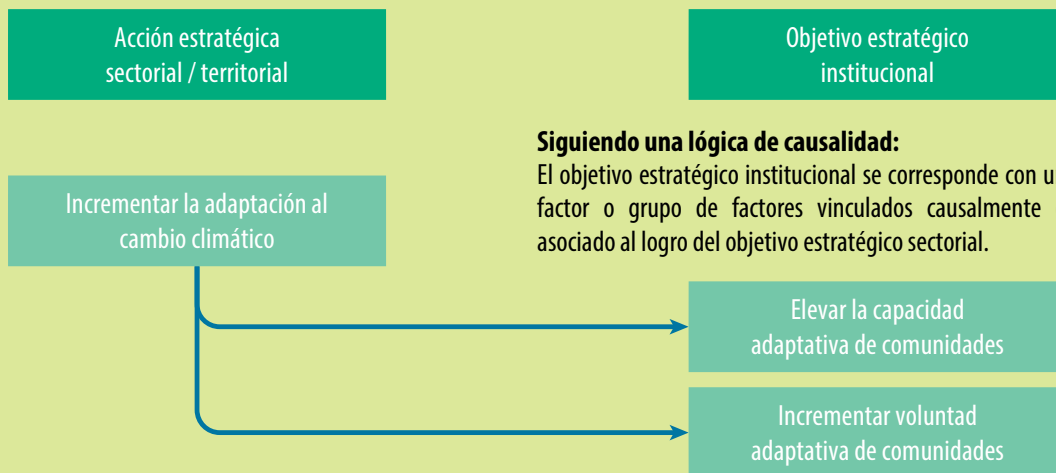 Acción estratégica
sectorial / territorial
Objetivo estratégico
institucional
Siguiendo una lógica de causalidad:
El objetivo estratégico institucional se corresponde con
factor o grupo de factores vinculados causalmente
asociado al logro del objetivo estratégico sectorial.
Incrementar la adaptación al
cambio climático
Elevar la capacidad
adaptativa de comunidades
Incrementar voluntad
adaptativa de comunidades